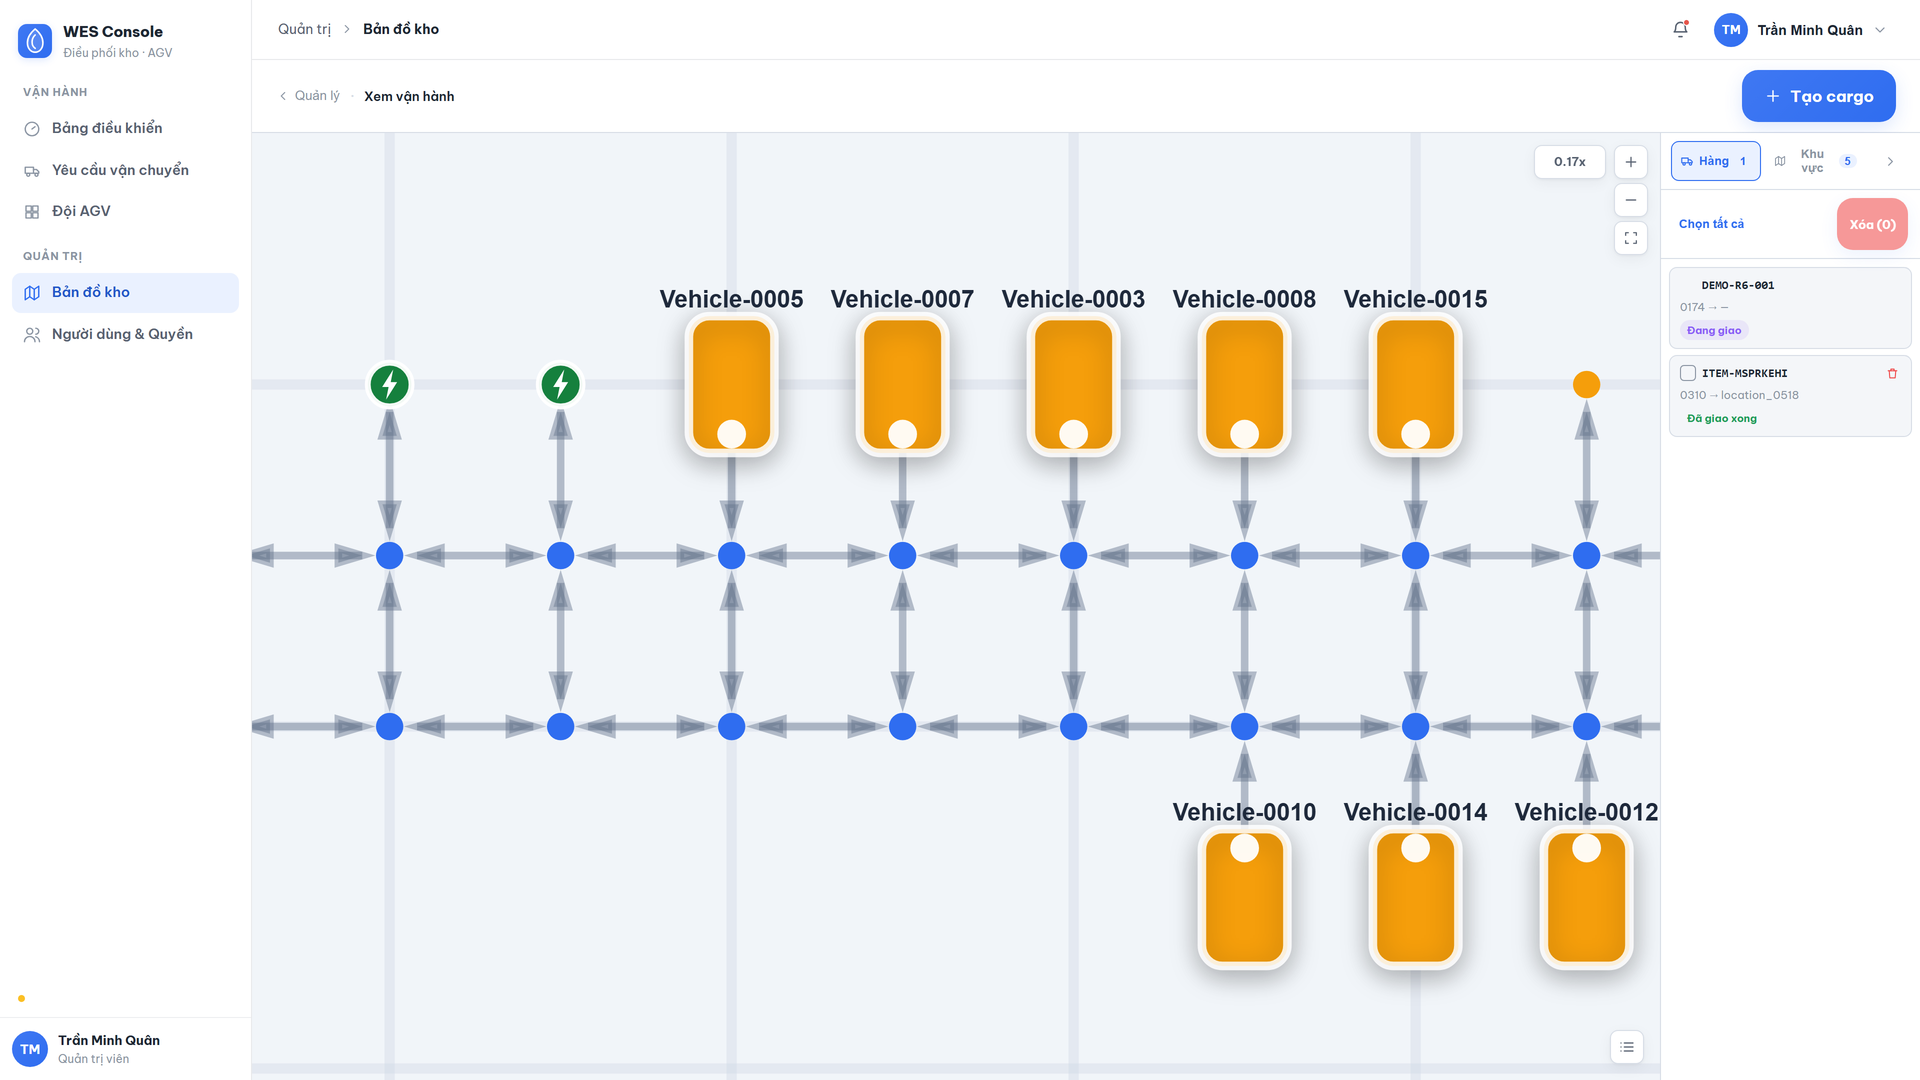 WES Console
Điều phối kho · AGV
VẬN HÀNH
Bảng điều khiển
Yêu cầu vận chuyển
Đội AGV
QUẢN TRỊ
Bản đồ kho
Người dùng & Quyền
TM
Trần Minh Quân
Quản trị viên
Quản trị
Bản đồ kho
TM
Trần Minh Quân
Quản lý · Xem vận hành
Tạo cargo
0.17x
Vehicle-0005
Vehicle-0007
Vehicle-0003
Vehicle-0008
Vehicle-0015
Vehicle-0010
Vehicle-0014
Vehicle-0012
Hàng 1
Khu
vực
5
Chọn tất cả
Xóa (0)
DEMO-R6-001
0174 → —
Đang giao
ITEM-MSPRKEHI
0310 → location_0518
Đã giao xong